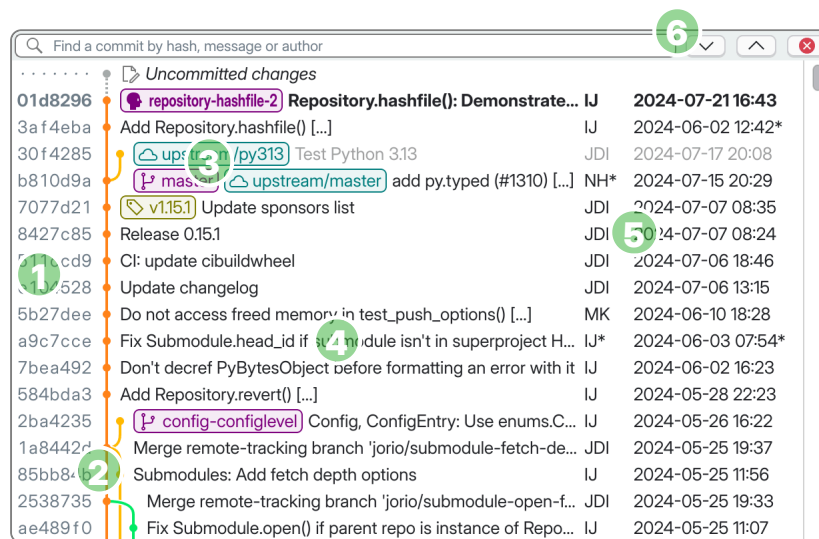 6
Find a commit by hash, message or author
Uncommitted changes
01d8296 repository-hashfile-2 Repository.hashfile(): Demonstrate... IJ 2024-07-21 16:43
3af4eba Add Repository.hashfile() [...] IJ 2024-06-02 12:42*
30f4285 upstream/py313 Test Python 3.13 JDI 2024-07-17 20:08
3
b810d9a master upstream/master add py.typed (#1310) [...] NH* 2024-07-15 20:29
7077d21 v1.15.1 Update sponsors list JDI 2024-07-07 08:35
8427c85 Release 0.15.1 JDI 2024-07-07 08:24
5
CI: update cibuildwheel JDI 2024-07-06 18:46
1
Update changelog JDI 2024-07-06 13:15
5b27dee Do not access freed memory in test_push_options() [...] MK 2024-06-10 18:28
a9c7cce Fix Submodule.head_id if submodule isn't in superproject H... IJ* 2024-06-03 07:54*
4
7bea492 Don't decref PyBytesObject before formatting an error with it IJ 2024-06-02 16:23
584bda3 Add Repository.revert() [...] IJ 2024-05-28 22:23
2ba4235 config-configlevel Config, ConfigEntry: Use enums.C... IJ 2024-05-26 16:22
1a8442d Merge remote-tracking branch 'jorio/submodule-fetch-de... JDI 2024-05-25 19:37
2
85bb84b Submodules: Add fetch depth options IJ 2024-05-25 11:56
2538735 Merge remote-tracking branch 'jorio/submodule-open-f... JDI 2024-05-25 19:33
ae489f0 Fix Submodule.open() if parent repo is instance of Repo... IJ 2024-05-25 11:07